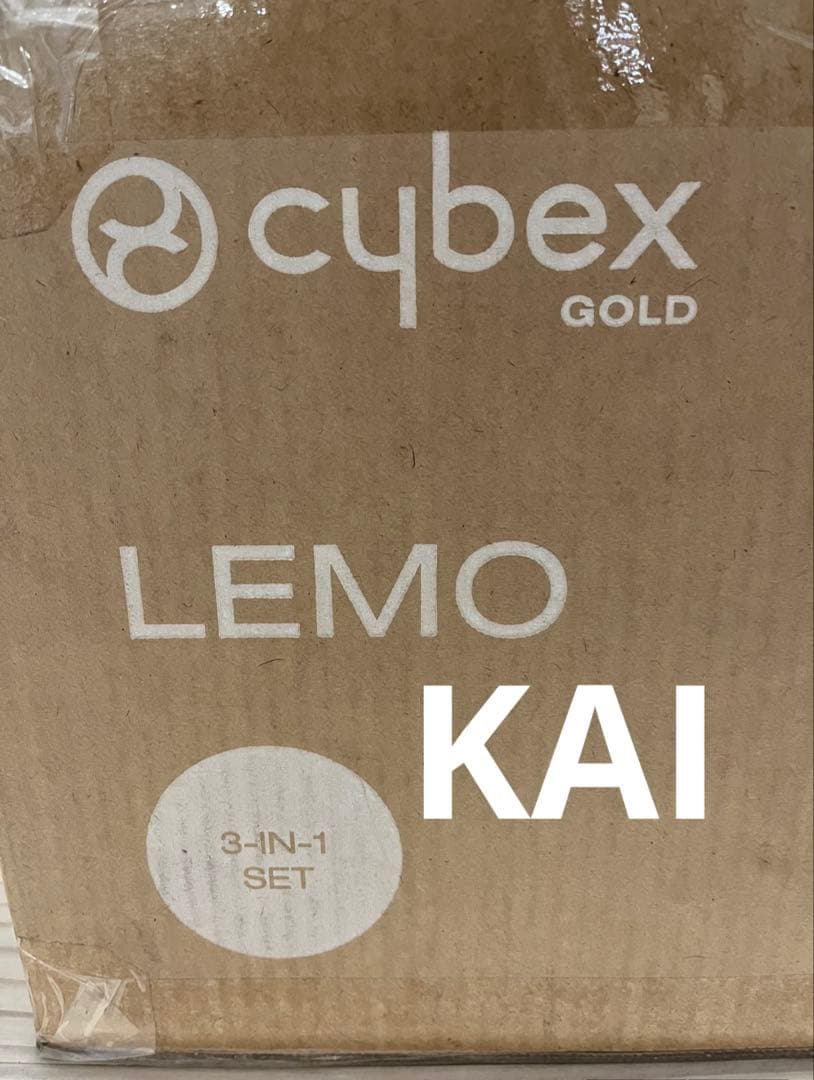 cybex
GOLD
LEMO
KAI
3-IN-1
SET